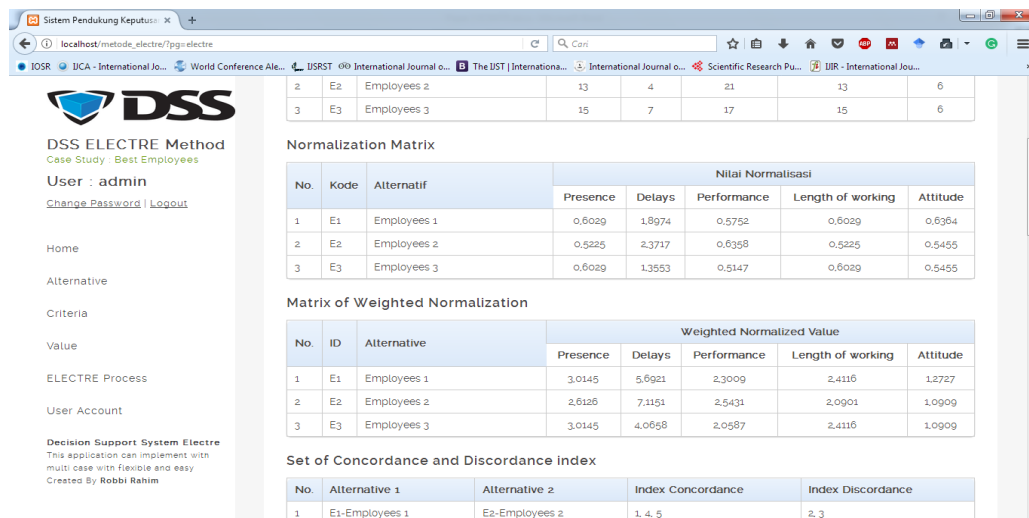 Sistem Pendukung Keputusa
localhost/metode_electre/?pg=electre
Cari
IOSR IJCA - International Jo... World Conference Ale... IJSRST International Journal o... The IJST | Internationa... International Journal o... Scientific Research Pu... IJIR - International Jou...
DSS
DSS ELECTRE Method
Case Study : Best Employees
User : admin
Change Password | Logout
Home
Alternative
Criteria
Value
ELECTRE Process
User Account
Decision Support System Electre
This application can implement with
multi case with flexible and easy
Created By Robbi Rahim
2 E2 Employees 2 13 4 21 13 6
3 E3 Employees 3 15 7 17 15 6
Normalization Matrix
No. Kode Alternatif Nilai Normalisasi
Presence Delays Performance Length of working Attitude
1 E1 Employees 1 0,6029 1,8974 0,5752 0,6029 0,6364
2 E2 Employees 2 0,5225 2,3717 0,6358 0,5225 0,5455
3 E3 Employees 3 0,6029 1,3553 0,5147 0,6029 0,5455
Matrix of Weighted Normalization
No. ID Alternative Weighted Normalized Value
Presence Delays Performance Length of working Attitude
1 E1 Employees 1 3,0145 5,6921 2,3009 2,4116 1,2727
2 E2 Employees 2 2,6126 7,1151 2,5431 2,0901 1,0909
3 E3 Employees 3 3,0145 4,0658 2,0587 2,4116 1,0909
Set of Concordance and Discordance index
No. Alternative 1 Alternative 2 Index Concordance Index Discordance
1 E1-Employees 1 E2-Employees 2 1, 4, 5 2, 3